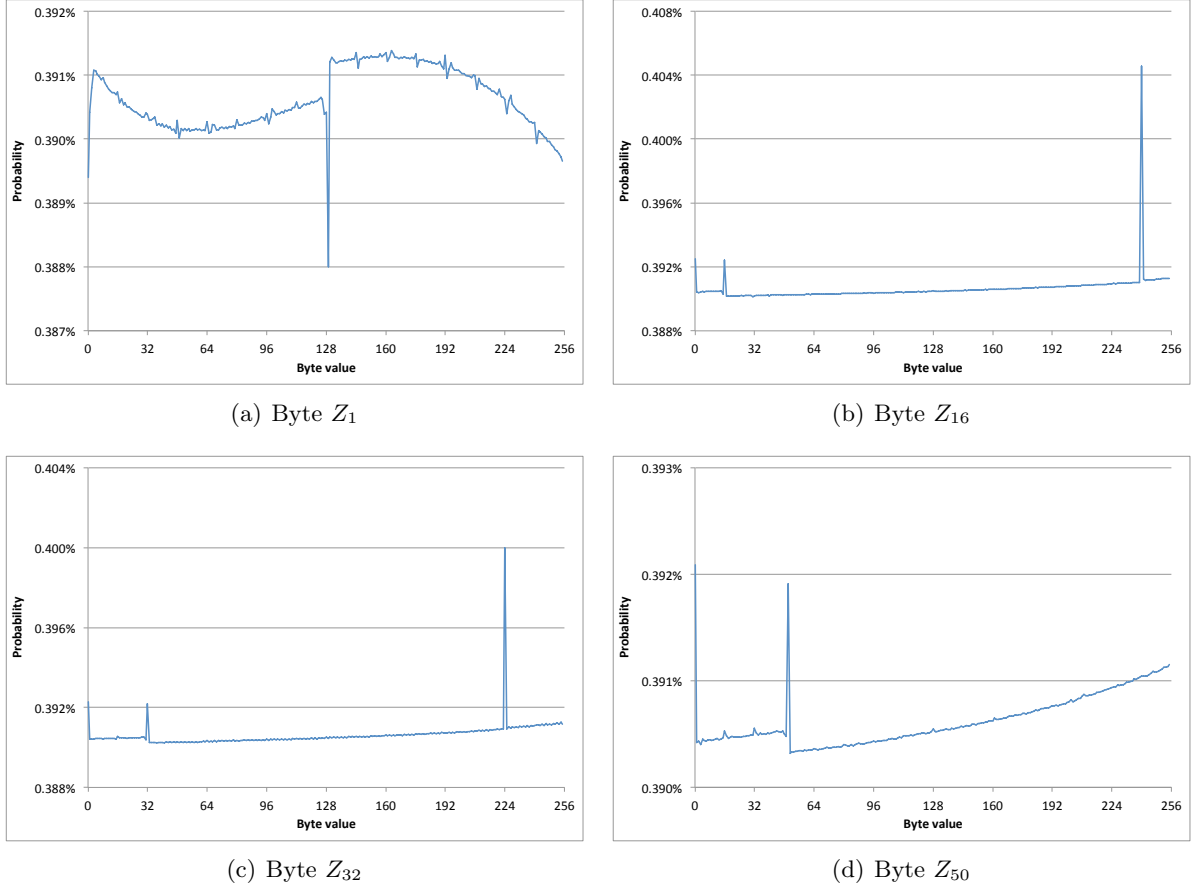 0.392%
0.391%
0.390%
0.389%
0.388%
0.387%
Probability
0 32 64 96 128 160 192 224 256
Byte value
(a) Byte Z₁
0.408%
0.404%
0.400%
0.396%
0.392%
0.388%
Probability
0 32 64 96 128 160 192 224 256
Byte value
(b) Byte Z₁₆
0.404%
0.400%
0.396%
0.392%
0.388%
Probability
0 32 64 96 128 160 192 224 256
Byte value
(c) Byte Z₃₂
0.393%
0.392%
0.391%
0.390%
Probability
0 32 64 96 128 160 192 224 256
Byte value
(d) Byte Z₅₀